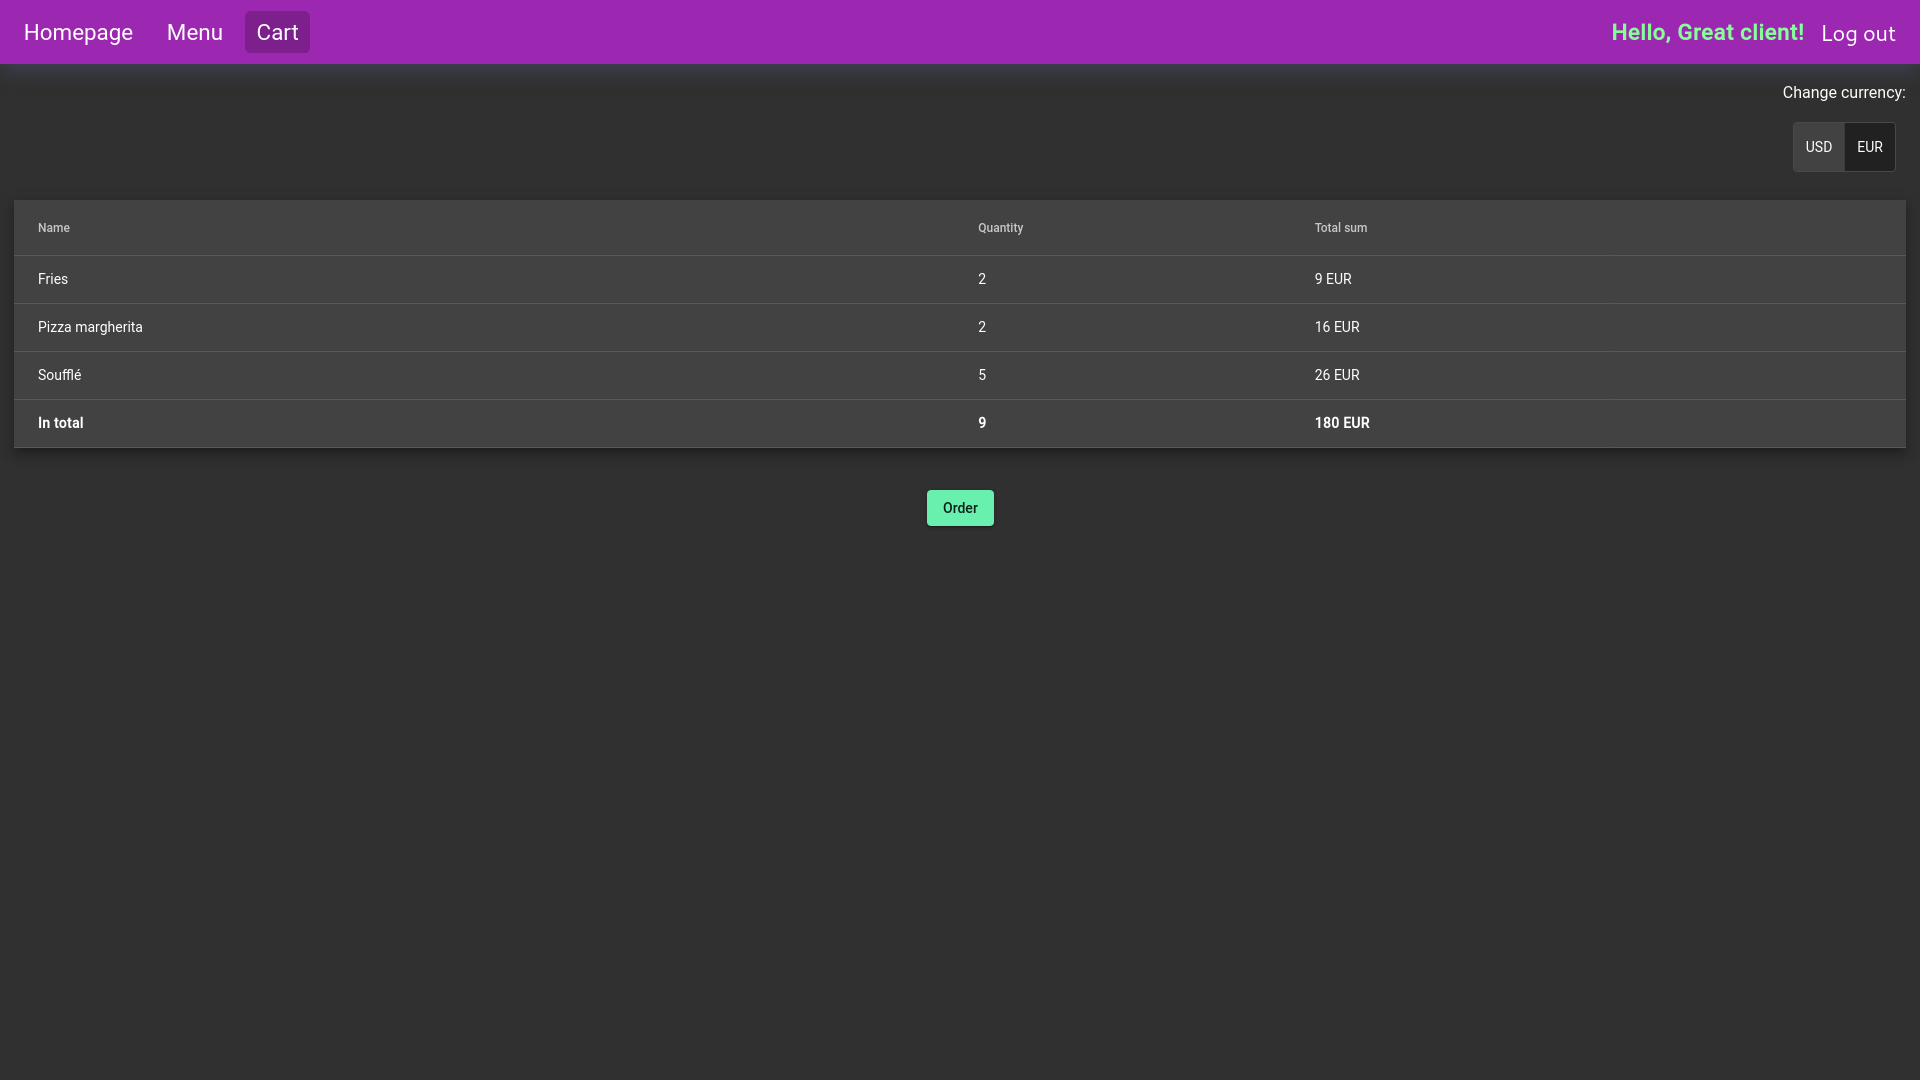 Homepage Menu Cart Hello, Great client! Log out
Change currency:
USD EUR
Name Quantity Total sum
Fries 2 9 EUR
Pizza margherita 2 16 EUR
Soufflé 5 26 EUR
In total 9 180 EUR
Order